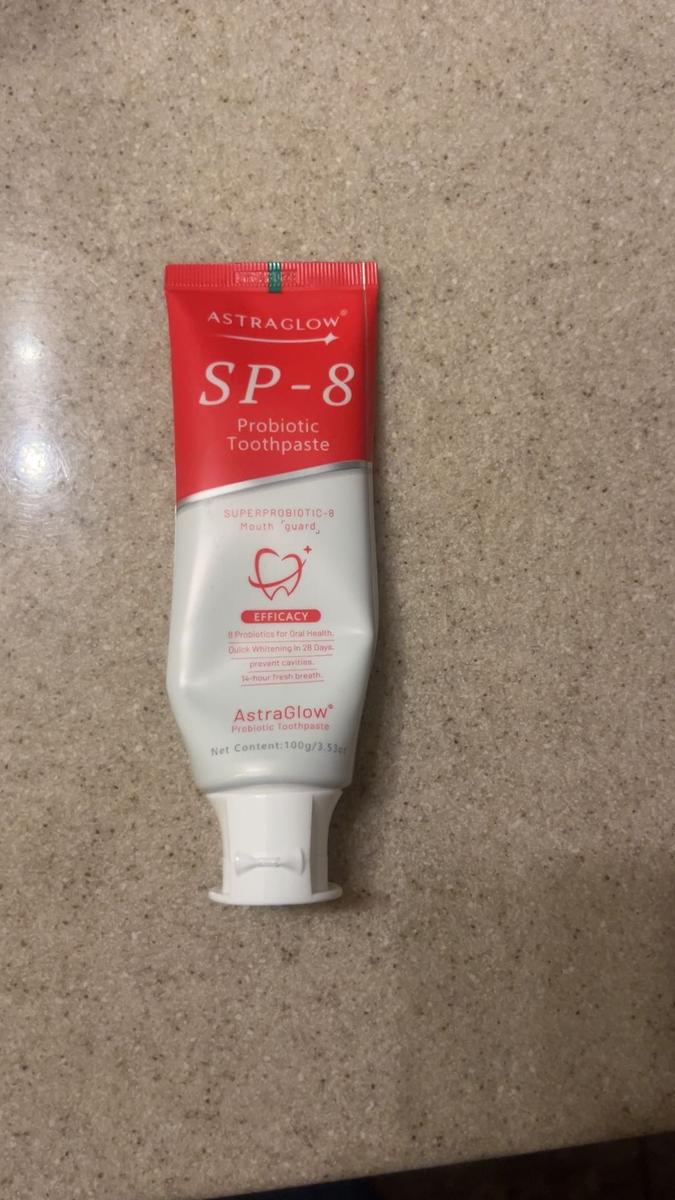 ASTRAGLOW®
SP-8
Probiotic
Toothpaste
SUPERPROBIOTIC-8
Mouth「guard」
EFFICACY
8 Probiotics for Oral Health.
Quick Whitening In 28 Days.
prevent cavities.
14-hour fresh breath.
AstraGlow®
Probiotic Toothpaste
Net Content:100g/3.53oz